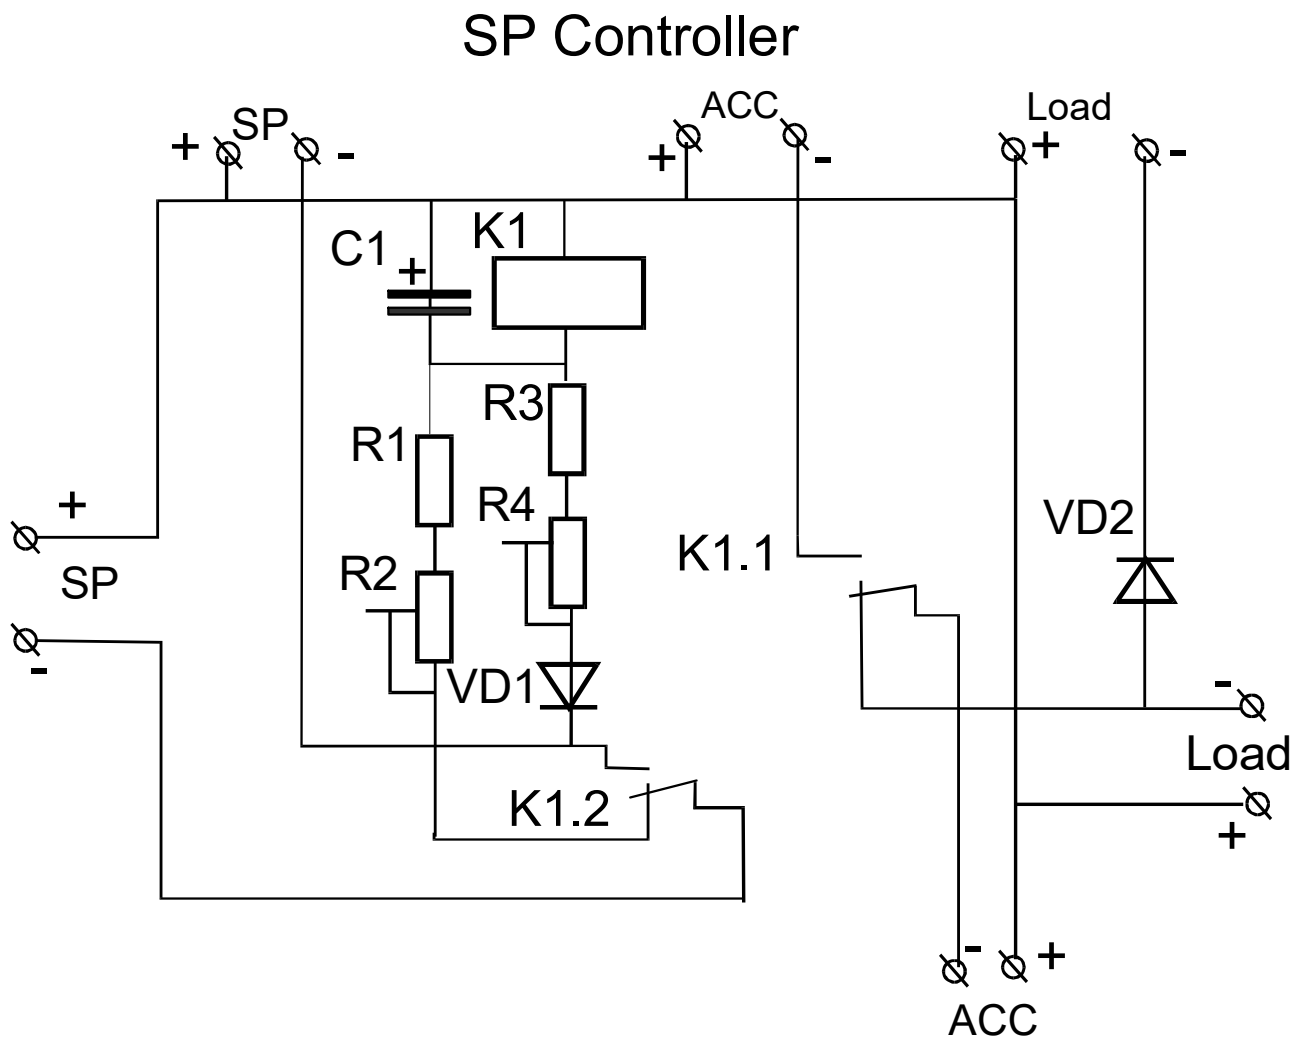 SP Controller
SP
ACC
Load
+
-
+
-
+
-
C1
+
K1
R1
R3
R4
R2
VD1
K1.1
VD2
K1.2
+
SP
-
-
Load
+
-
+
ACC